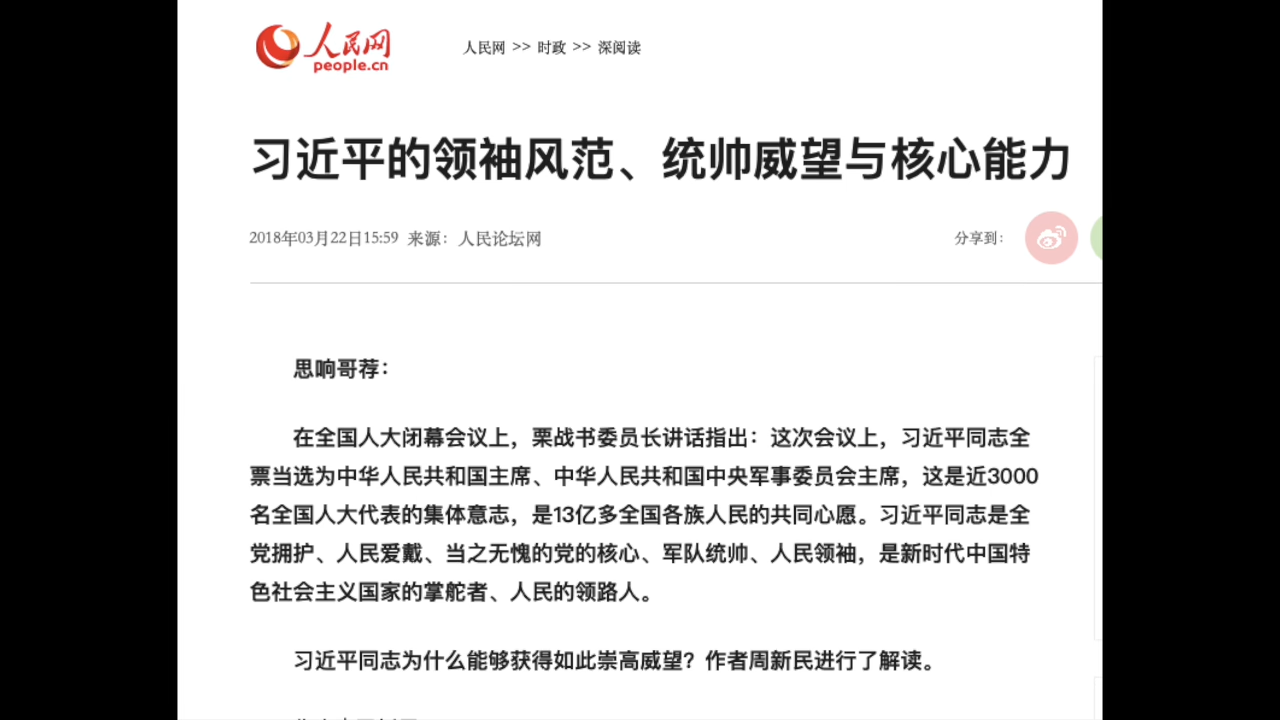 人民网
people.cn
人民网 >> 时政 >> 深阅读
习近平的领袖风范、统帅威望与核心能力
2018年03月22日15:59 来源：人民论坛网
分享到：
思响哥荐：
在全国人大闭幕会议上，栗战书委员长讲话指出：这次会议上，习近平同志全
票当选为中华人民共和国主席、中华人民共和国中央军事委员会主席，这是近3000
名全国人大代表的集体意志，是13亿多全国各族人民的共同心愿。习近平同志是全
党拥护、人民爱戴、当之无愧的党的核心、军队统帅、人民领袖，是新时代中国特
色社会主义国家的掌舵者、人民的领路人。
习近平同志为什么能够获得如此崇高威望？作者周新民进行了解读。